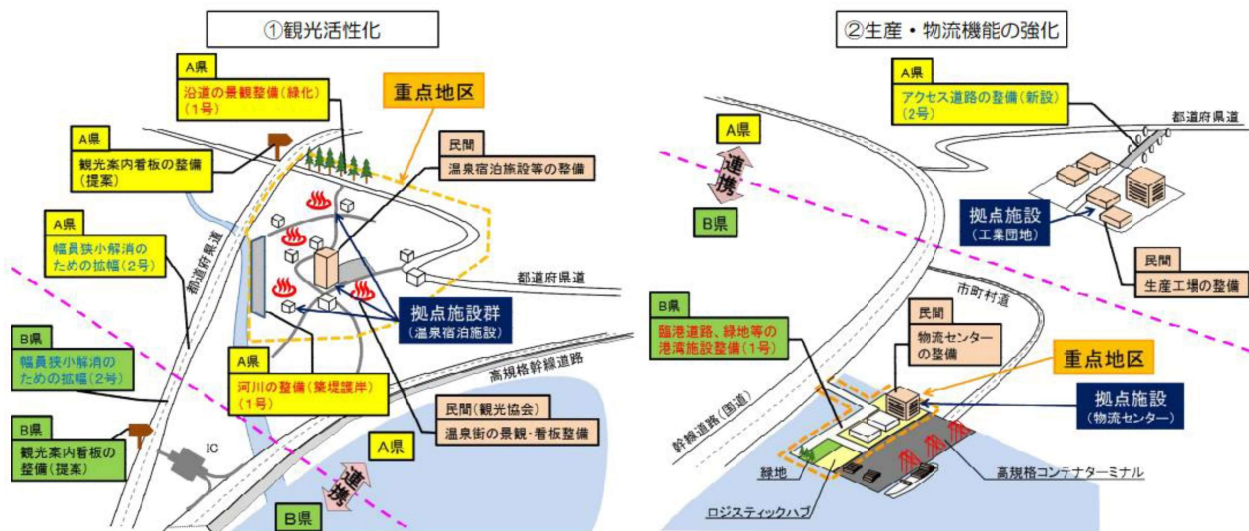 ①観光活性化
A県
沿道の景観整備(緑化)
(1号)
重点地区
A県
観光案内看板の整備
(提案)
民間
温泉宿泊施設等の整備
A県
幅員狭小解消の
ための拡幅(2号)
都道府県道
都道府県道
拠点施設群
(温泉宿泊施設)
B県
幅員狭小解消の
ための拡幅(2号)
A県
河川の整備(築堤護岸)
(1号)
高規格幹線道路
民間(観光協会)
温泉街の景観・看板整備
B県
観光案内看板の
整備(提案)
IC
A県
連携
B県
②生産・物流機能の強化
A県
アクセス道路の整備(新設)
(2号)
都道府県道
A県
連携
B県
拠点施設
(工業団地)
民間
生産工場の整備
市町村道
B県
臨港道路、緑地等の
港湾施設整備(1号)
民間
物流センター
の整備
重点地区
拠点施設
(物流センター)
幹線道路(国道)
緑地
高規格コンテナターミナル
ロジスティックハブ